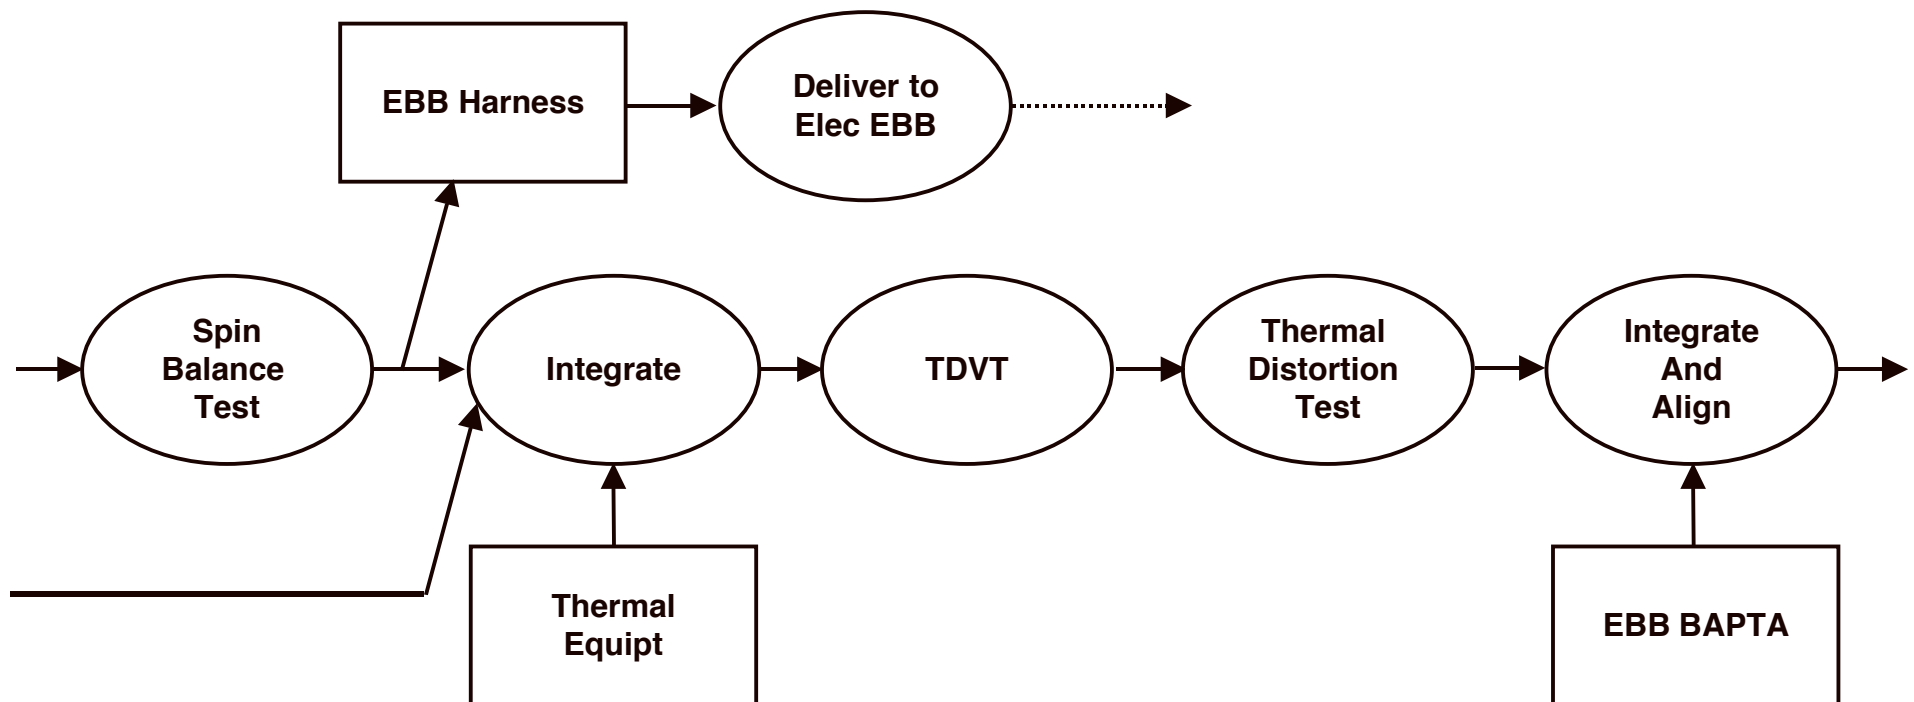 EBB Harness
Deliver to
Elec EBB
Spin
Balance
Test
Integrate
TDVT
Thermal
Distortion
Test
Integrate
And
Align
Thermal
Equipt
EBB BAPTA